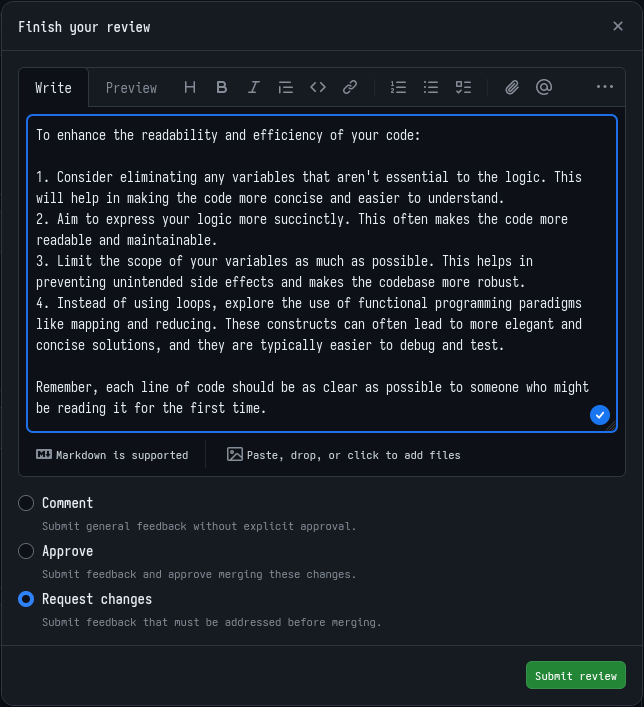 Finish your review
Write Preview
To enhance the readability and efficiency of your code:
1. Consider eliminating any variables that aren't essential to the logic. This
will help in making the code more concise and easier to understand.
2. Aim to express your logic more succinctly. This often makes the code more
readable and maintainable.
3. Limit the scope of your variables as much as possible. This helps in
preventing unintended side effects and makes the codebase more robust.
4. Instead of using loops, explore the use of functional programming paradigms
like mapping and reducing. These constructs can often lead to more elegant and
concise solutions, and they are typically easier to debug and test.
Remember, each line of code should be as clear as possible to someone who might
be reading it for the first time.
Markdown is supported Paste, drop, or click to add files
Comment
Submit general feedback without explicit approval.
Approve
Submit feedback and approve merging these changes.
Request changes
Submit feedback that must be addressed before merging.
Submit review